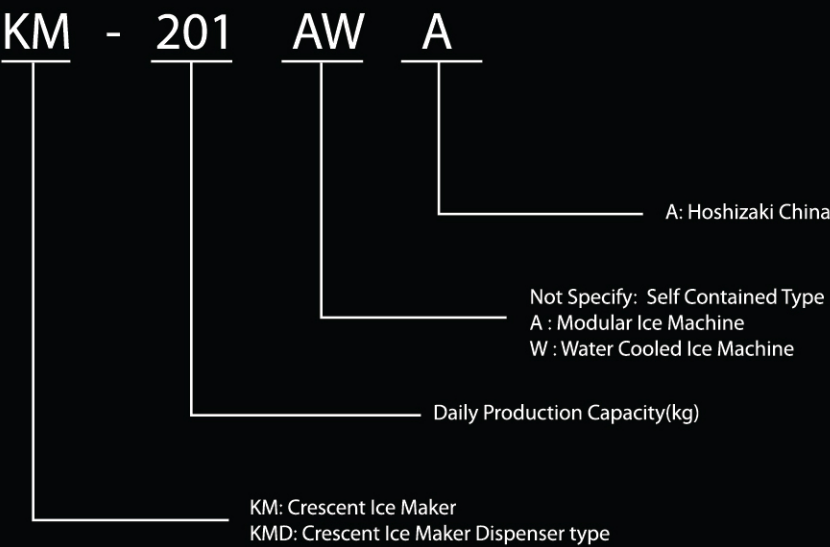 KM - 201 AW A
A: Hoshizaki China
Not Specify: Self Contained Type
A : Modular Ice Machine
W : Water Cooled Ice Machine
Daily Production Capacity(kg)
KM: Crescent Ice Maker
KMD: Crescent Ice Maker Dispenser type